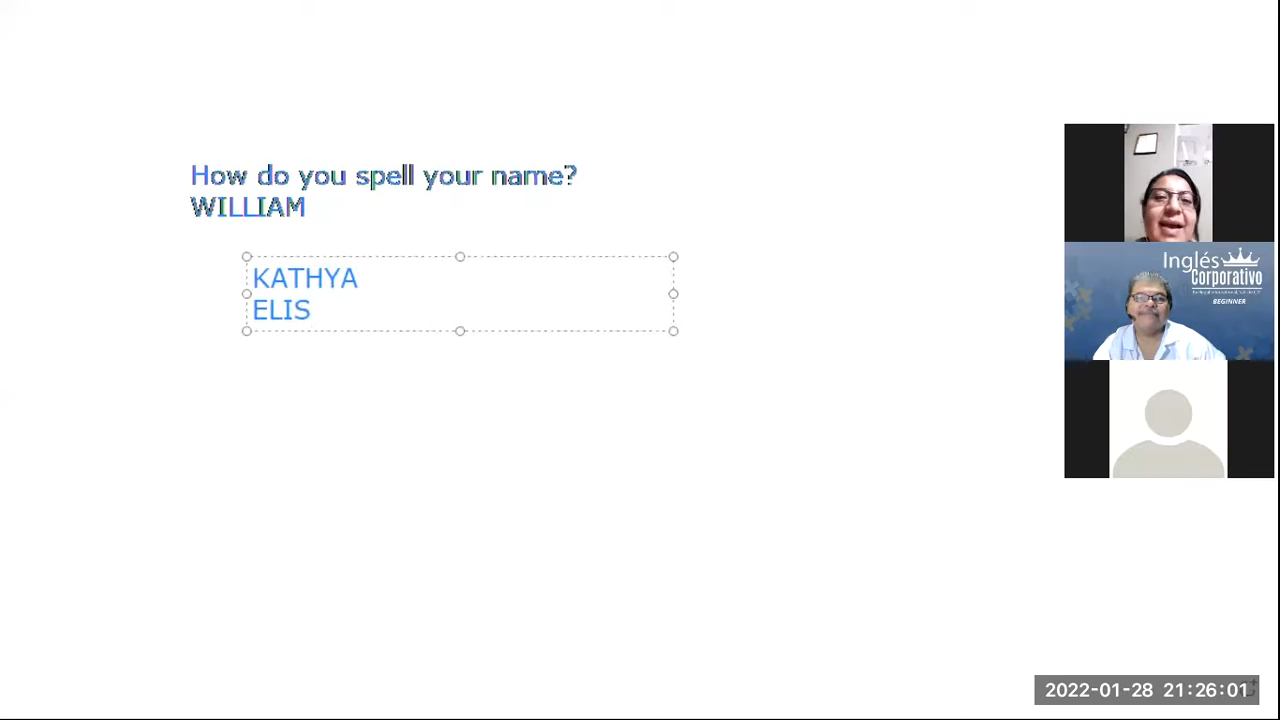 How do you spell your name?
WILLIAM
KATHYA
ELIS
Inglés
Corporativo
BEGINNER
2022-01-28 21:26:01